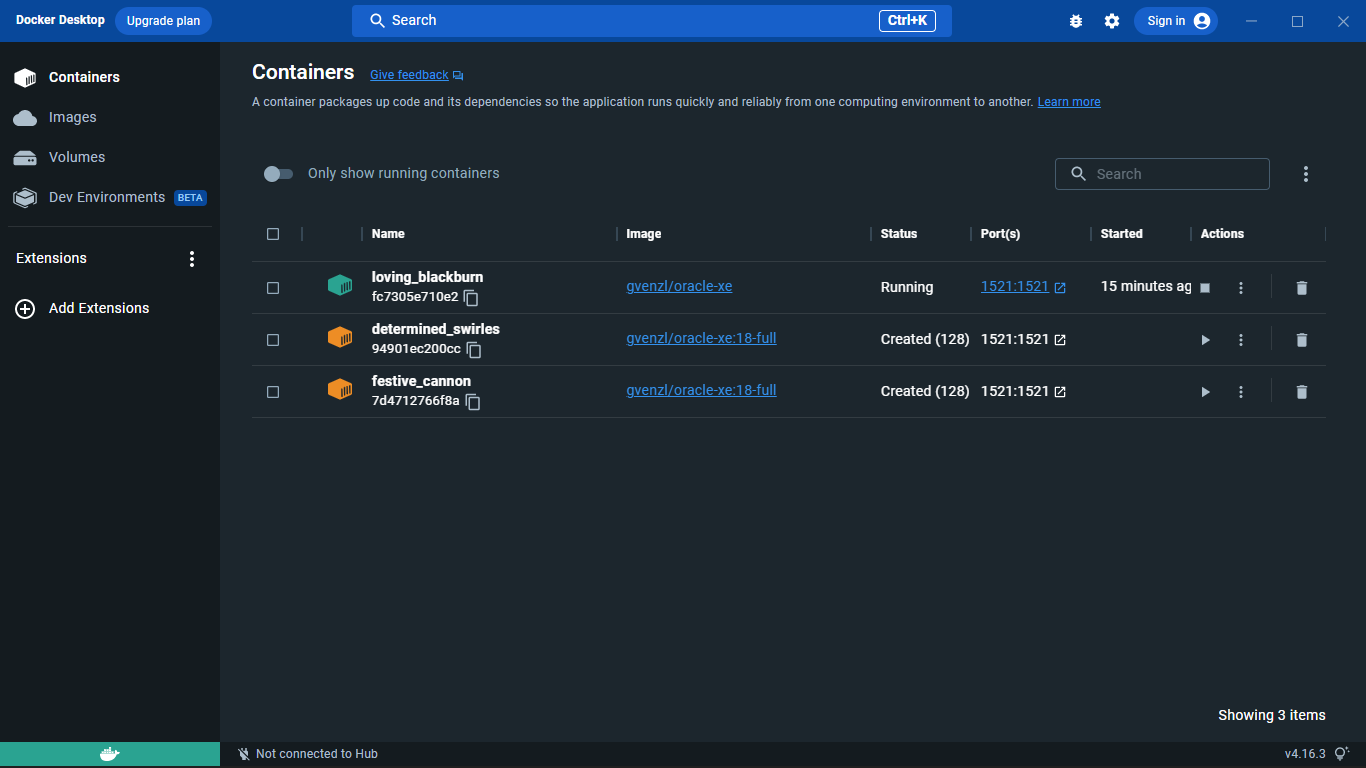 Docker Desktop Upgrade plan Search Ctrl+K Sign in
Containers
Images
Volumes
Dev Environments BETA
Extensions
Add Extensions
Containers Give feedback
A container packages up code and its dependencies so the application runs quickly and reliably from one computing environment to another. Learn more
Only show running containers Search
Name Image Status Port(s) Started Actions
loving_blackburn
fc7305e710e2 gvenzl/oracle-xe Running 1521:1521 15 minutes ag
determined_swirles
94901ec200cc gvenzl/oracle-xe:18-full Created (128) 1521:1521
festive_cannon
7d4712766f8a gvenzl/oracle-xe:18-full Created (128) 1521:1521
Showing 3 items
Not connected to Hub v4.16.3